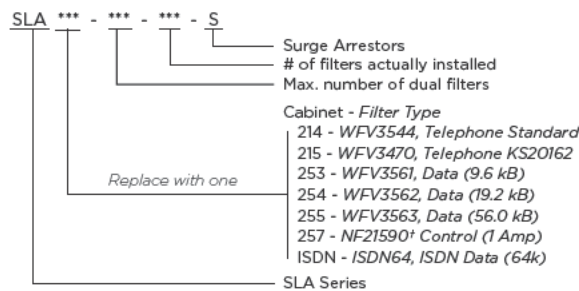 SLA *** - *** - *** - S
Surge Arrestors
# of filters actually installed
Max. number of dual filters
Cabinet - Filter Type
214 - WFV3544, Telephone Standard
215 - WFV3470, Telephone KS20162
253 - WFV3561, Data (9.6 kB)
Replace with one
254 - WFV3562, Data (19.2 kB)
255 - WFV3563, Data (56.0 kB)
257 - NF21590† Control (1 Amp)
ISDN - ISDN64, ISDN Data (64k)
SLA Series